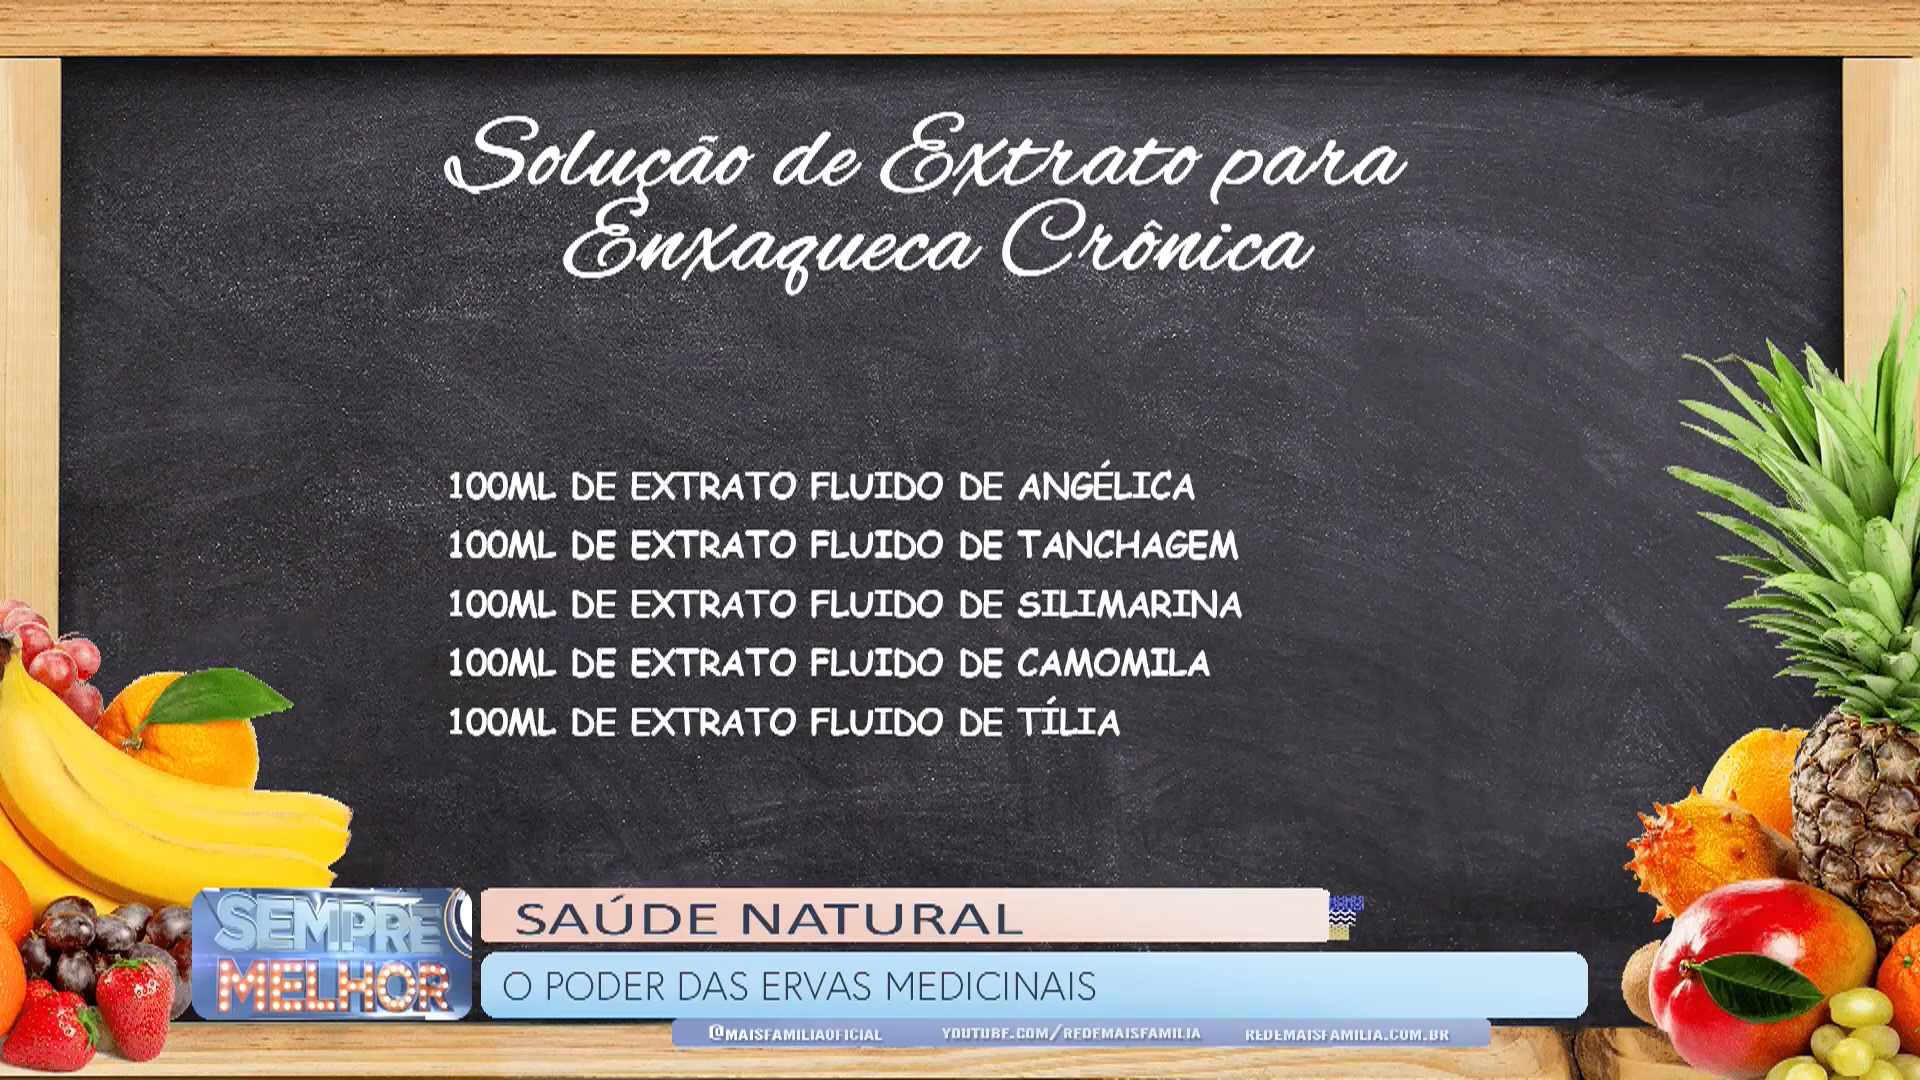 Solução de Extrato para
Enxaqueca Crônica
100ML DE EXTRATO FLUIDO DE ANGÉLICA
100ML DE EXTRATO FLUIDO DE TANCHAGEM
100ML DE EXTRATO FLUIDO DE SILIMARINA
100ML DE EXTRATO FLUIDO DE CAMOMILA
100ML DE EXTRATO FLUIDO DE TÍLIA
SEMPRE
MELHOR
SAÚDE NATURAL
O PODER DAS ERVAS MEDICINAIS
@MAISFAMILIAOFICIAL YOUTUBE.COM/REDEMAISFAMILIA REDEMAISFAMILIA.COM.BR